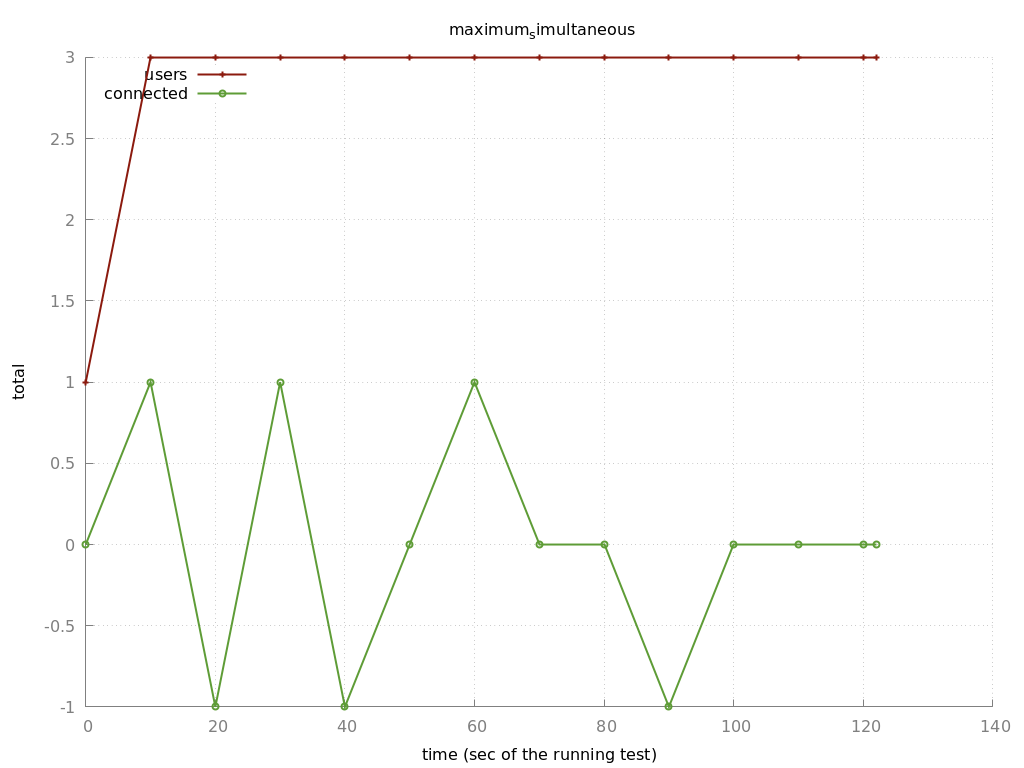 maximum_simultaneous
3
users
connected
2.5
2
1.5
total
1
0.5
0
-0.5
-1
0 20 40 60 80 100 120 140
time (sec of the running test)